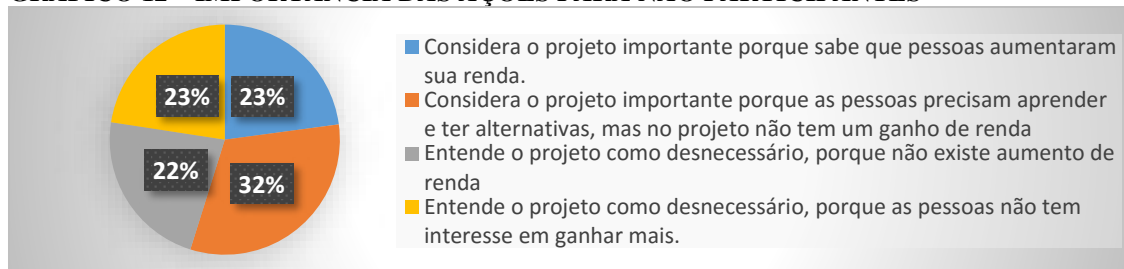 23%
23%
22%
32%
Considera o projeto importante porque sabe que pessoas aumentaram
sua renda.
Considera o projeto importante porque as pessoas precisam aprender
e ter alternativas, mas no projeto não tem um ganho de renda
Entende o projeto como desnecessário, porque não existe aumento de
renda
Entende o projeto como desnecessário, porque as pessoas não tem
interesse em ganhar mais.